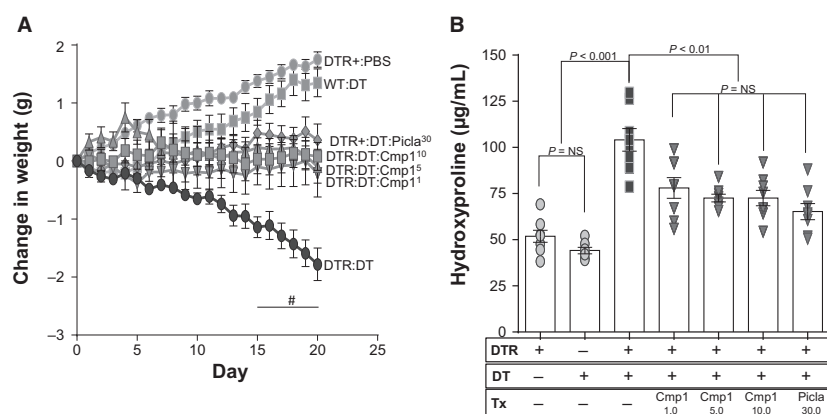 A
Change in weight (g)
2
1
0
–1
–2
–3
0
5
10
15
20
25
Day
DTR+:PBS
WT:DT
DTR+:DT:Picla³⁰
DTR:DT:Cmp1¹⁰
DTR:DT:Cmp1⁵
DTR:DT:Cmp1¹
DTR:DT
#
B
Hydroxyproline (µg/mL)
150
125
100
75
50
25
0
P < 0.001
P < 0.01
P = NS
P = NS
DTR + – + + + + +
DT – + + + + + +
Tx – – – Cmp1 1.0 Cmp1 5.0 Cmp1 10.0 Picla 30.0